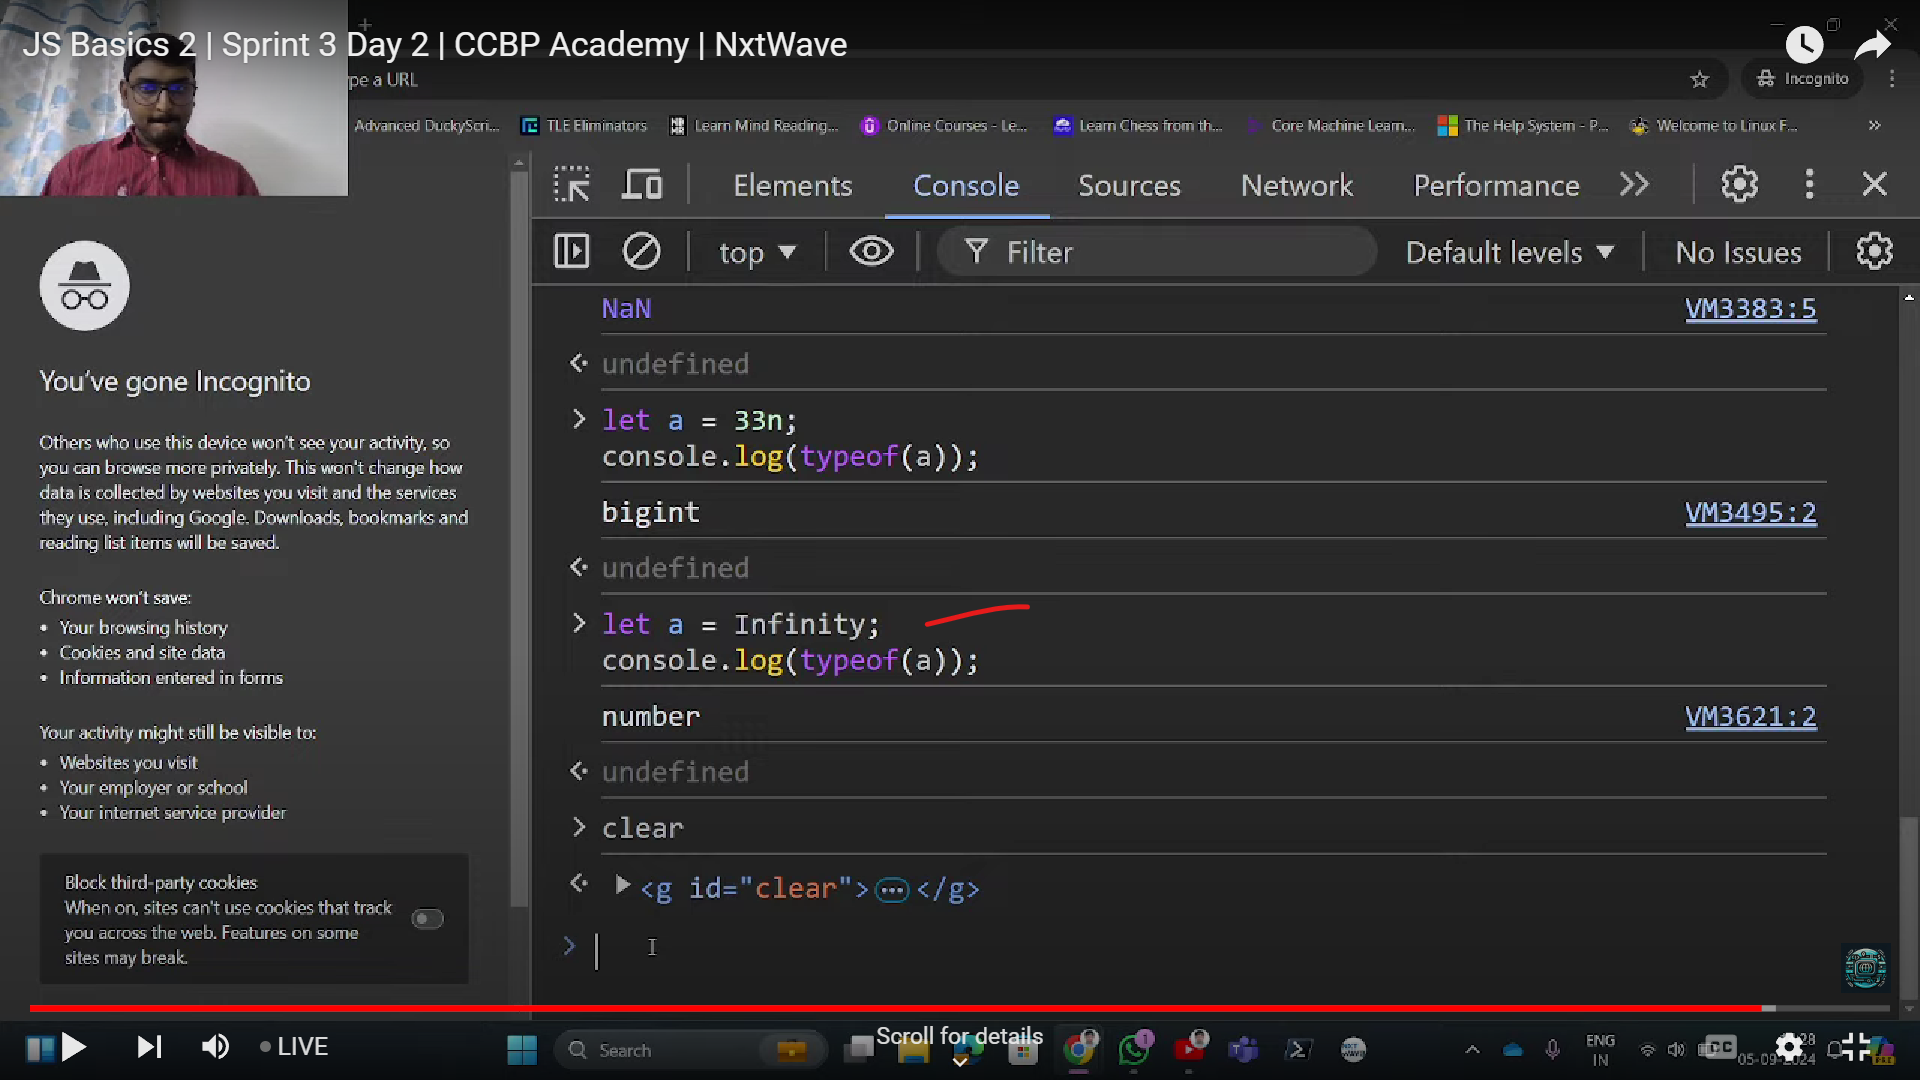 JS Basics 2 | Sprint 3 Day 2 | CCBP Academy | NxtWave
pe a URL
Incognito
Advanced DuckyScri...
TLE Eliminators
Learn Mind Reading...
Online Courses - Le...
Learn Chess from th...
Core Machine Learn...
The Help System - P...
Welcome to Linux F...
Elements
Console
Sources
Network
Performance
top
Filter
Default levels
No Issues
You've gone Incognito
Others who use this device won't see your activity, so
you can browse more privately. This won't change how
data is collected by websites you visit and the services
they use, including Google. Downloads, bookmarks and
reading list items will be saved.
Chrome won't save:
• Your browsing history
• Cookies and site data
• Information entered in forms
Your activity might still be visible to:
• Websites you visit
• Your employer or school
• Your internet service provider
Block third-party cookies
When on, sites can't use cookies that track
you across the web. Features on some
sites may break.
NaN VM3383:5
undefined
let a = 33n;
console.log(typeof(a));
bigint VM3495:2
undefined
let a = Infinity;
console.log(typeof(a));
number VM3621:2
undefined
clear
<g id="clear">…</g>
LIVE
Search
Scroll for details
ENG
IN
CC
05-09-2024